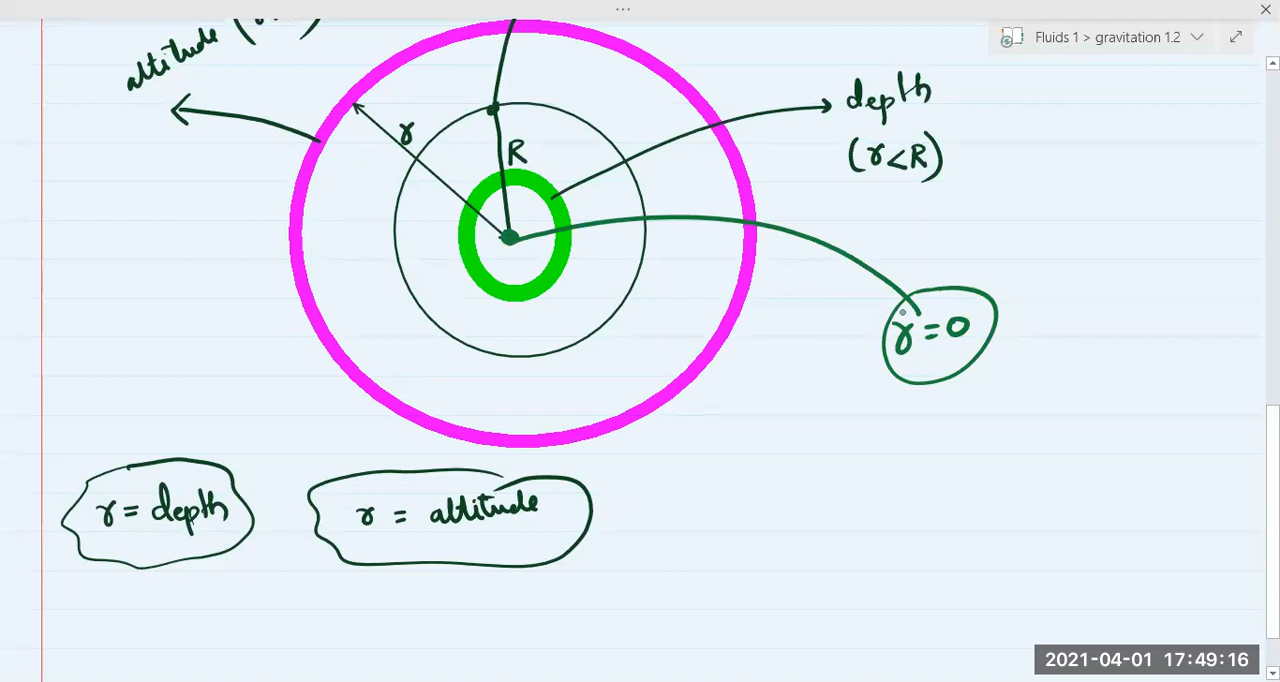 ...
Fluids 1 > gravitation 1.2
altitude
depth
(r<R)
r
R
r=0
r = depth
r = altitude
2021-04-01 17:49:16